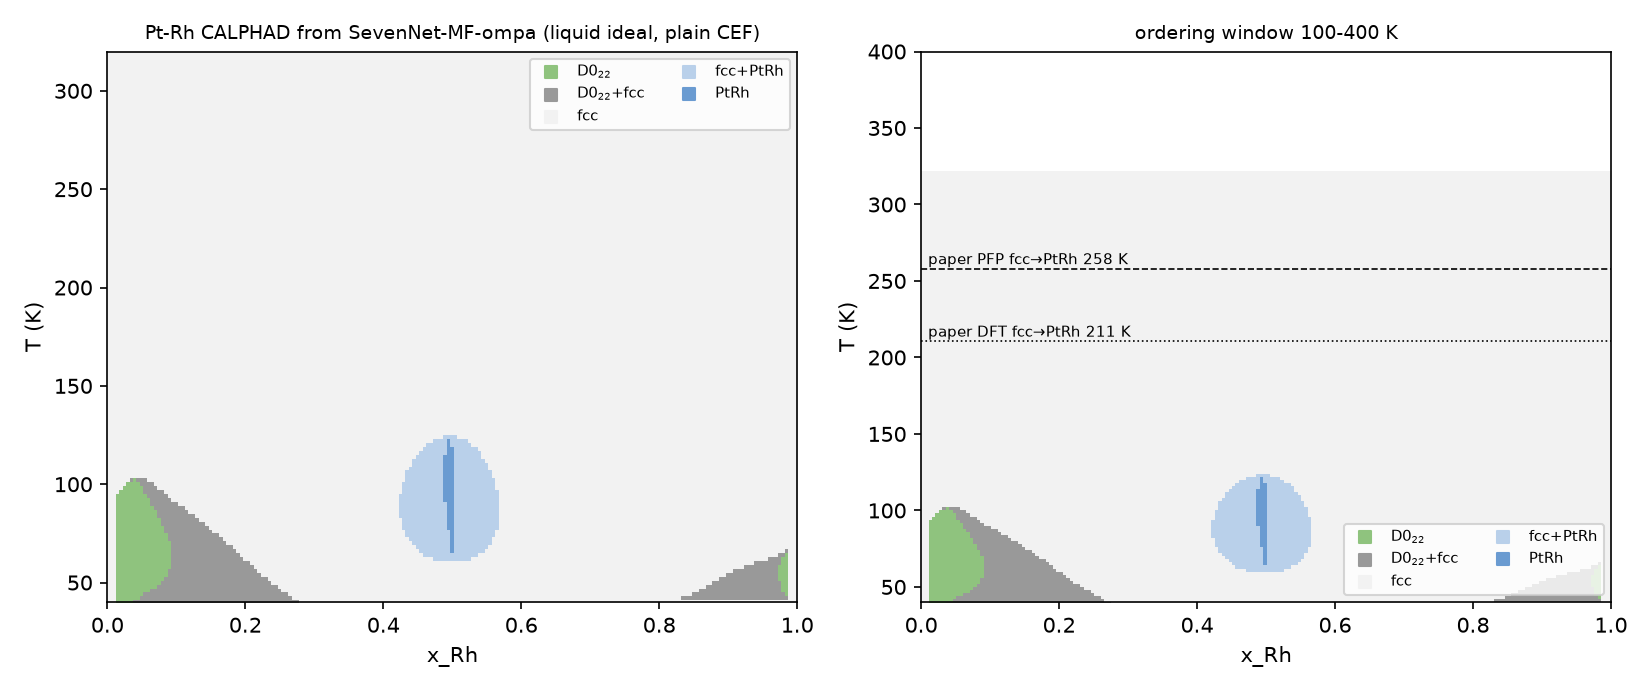 Pt-Rh CALPHAD from SevenNet-MF-ompa (liquid ideal, plain CEF)
D0₂₂
D0₂₂+fcc
fcc
fcc+PtRh
PtRh
300
250
200
150
100
50
T (K)
0.0 0.2 0.4 0.6 0.8 1.0
x_Rh
ordering window 100-400 K
400
350
300
250
200
150
100
50
T (K)
paper PFP fcc→PtRh 258 K
paper DFT fcc→PtRh 211 K
D0₂₂
D0₂₂+fcc
fcc
fcc+PtRh
PtRh
0.0 0.2 0.4 0.6 0.8 1.0
x_Rh